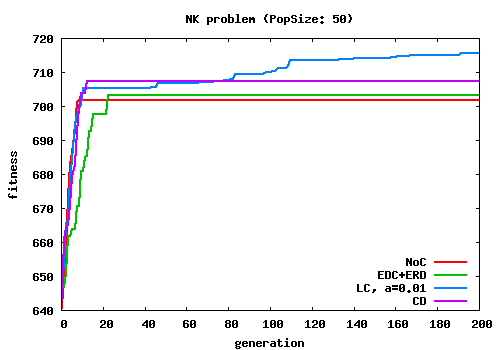 NK problem (PopSize: 50)
720
710
700
690
680
670
660
650
640
fitness
NoC
EDC+ERD
LC, a=0.01
CD
0 20 40 60 80 100 120 140 160 180 200
generation